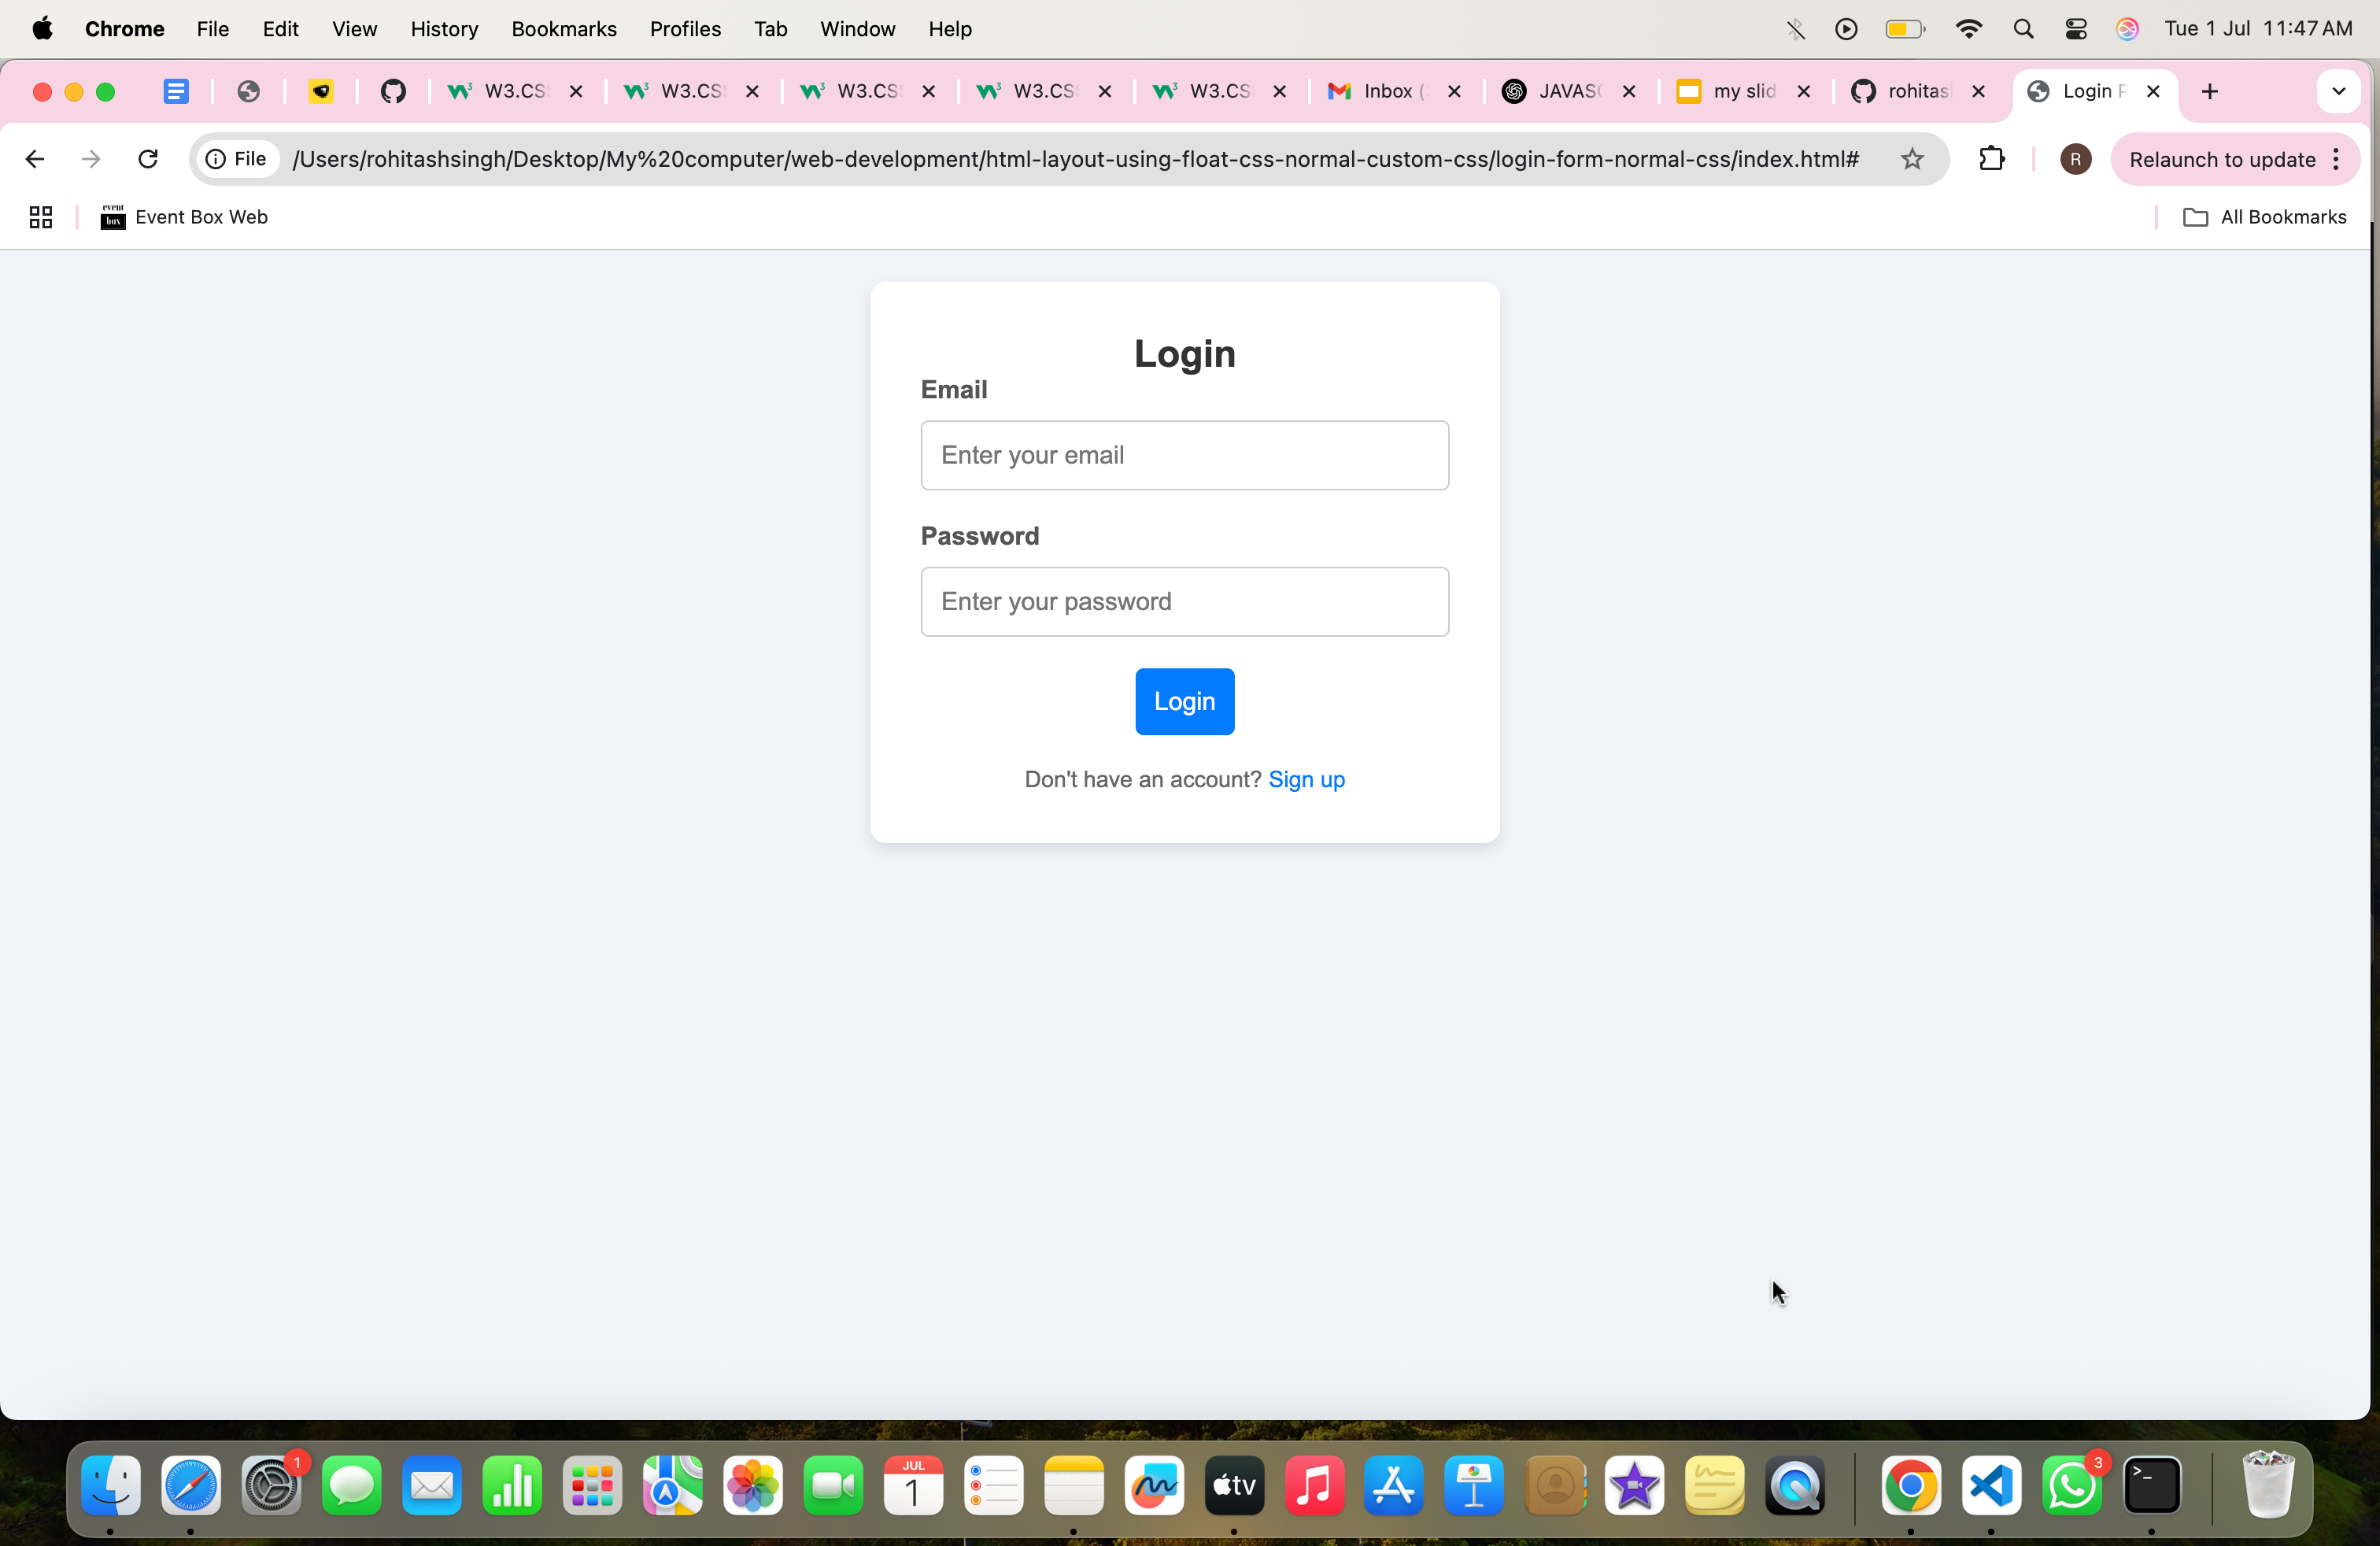 Chrome File Edit View History Bookmarks Profiles Tab Window Help Tue 1 Jul 11:47 AM
W3.CS W3.CS W3.CS W3.CS W3.CS Inbox ( JAVASC my slid rohitas Login P
File /Users/rohitashsingh/Desktop/My%20computer/web-development/html-layout-using-float-css-normal-custom-css/login-form-normal-css/index.html# R Relaunch to update
event box Event Box Web All Bookmarks
Login
Email
Enter your email
Password
Enter your password
Login
Don't have an account? Sign up
1 JUL 1 tv 3